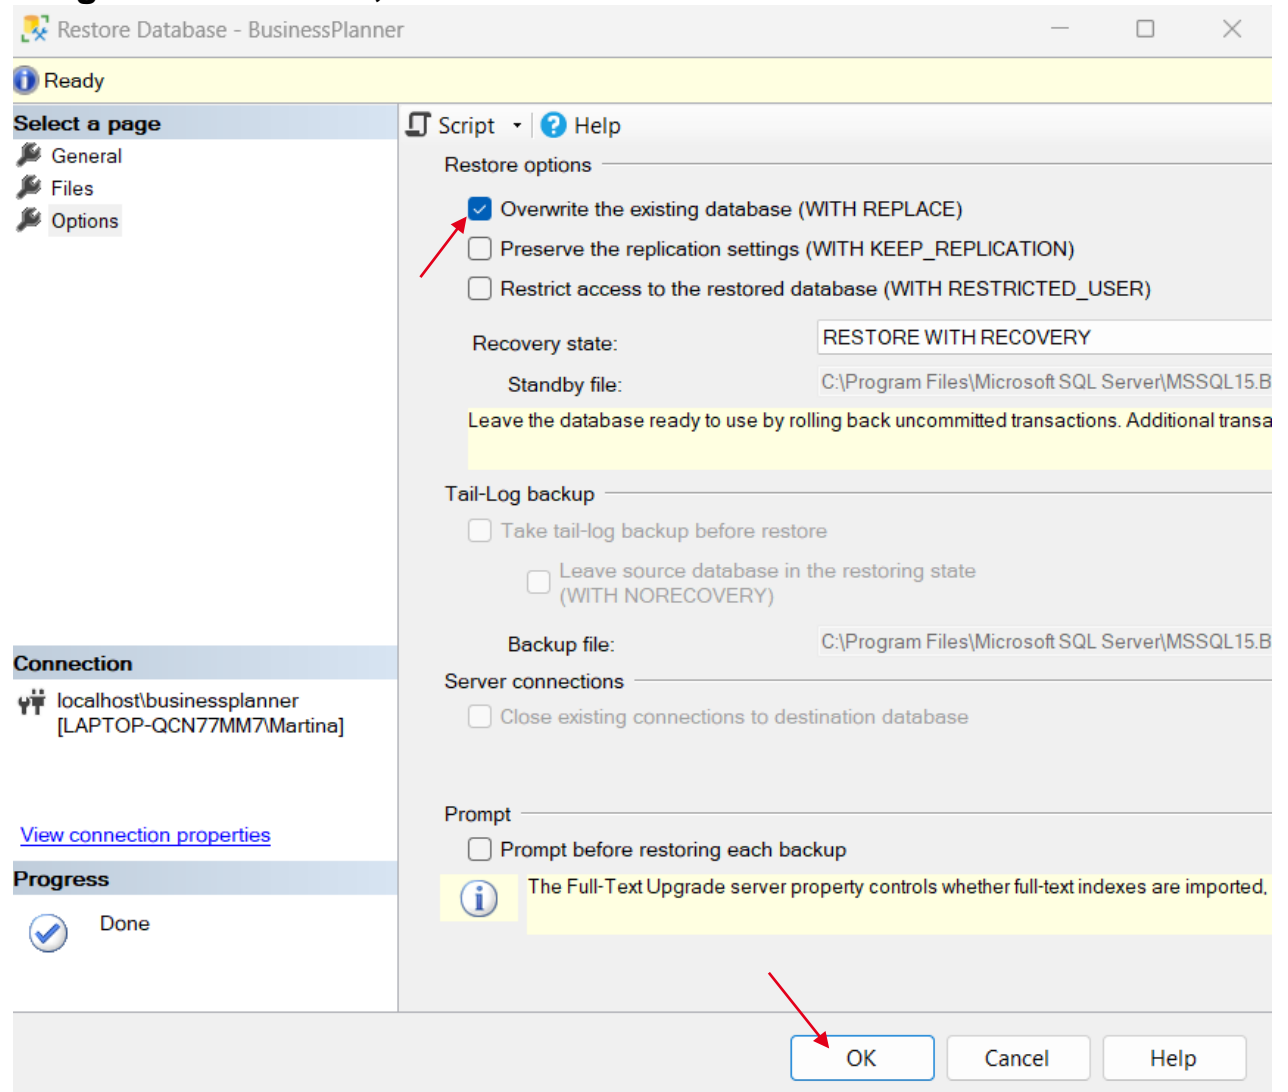 Restore Database - BusinessPlanner
Ready
Select a page
General
Files
Options
Script
Help
Restore options
Overwrite the existing database (WITH REPLACE)
Preserve the replication settings (WITH KEEP_REPLICATION)
Restrict access to the restored database (WITH RESTRICTED_USER)
Recovery state:
RESTORE WITH RECOVERY
Standby file:
C:\Program Files\Microsoft SQL Server\MSSQL15.B
Leave the database ready to use by rolling back uncommitted transactions. Additional transa
Tail-Log backup
Take tail-log backup before restore
Leave source database in the restoring state
(WITH NORECOVERY)
Backup file:
C:\Program Files\Microsoft SQL Server\MSSQL15.B
Server connections
Close existing connections to destination database
Prompt
Prompt before restoring each backup
The Full-Text Upgrade server property controls whether full-text indexes are imported,
Connection
localhost\businessplanner
[LAPTOP-QCN77MM7\Martina]
View connection properties
Progress
Done
OK
Cancel
Help